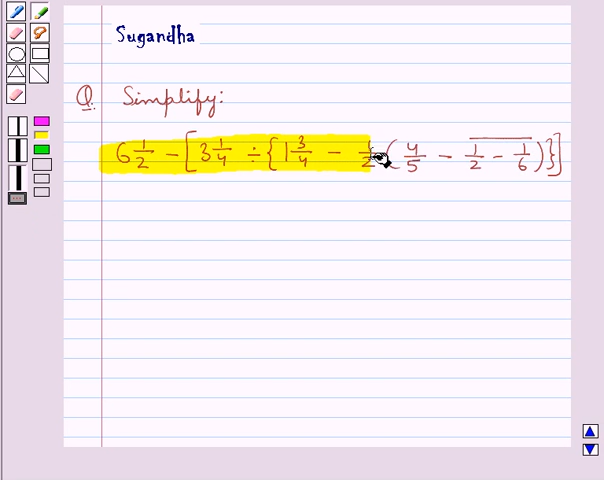 Sugandha
Q. Simplify:
6 1/2 - [3 1/4 ÷ {1 3/4 - 1/2 (4/5 - \overline{1/2 - 1/6})}]